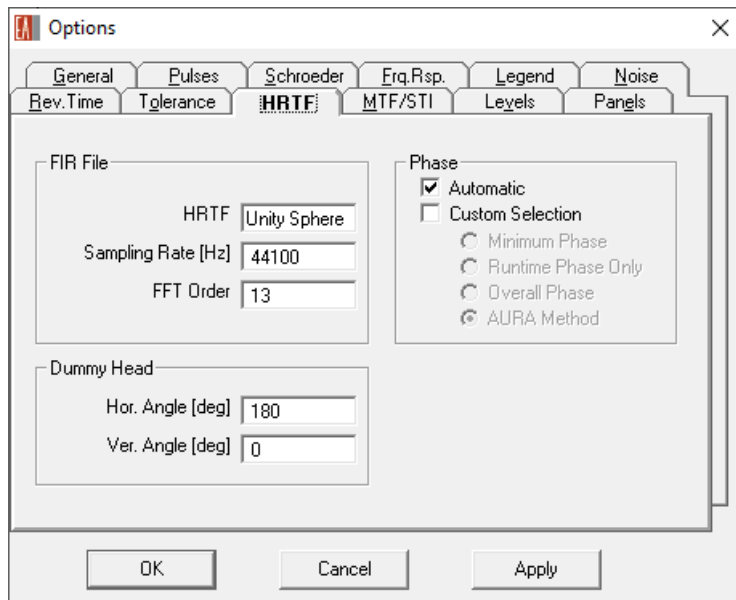 EA Options
General Pulses Schroeder Frq.Rsp. Legend Noise
Rev.Time Tolerance HRTF MTF/STI Levels Panels
FIR File
HRTF Unity Sphere
Sampling Rate [Hz] 44100
FFT Order 13
Phase
Automatic
Custom Selection
Minimum Phase
Runtime Phase Only
Overall Phase
AURA Method
Dummy Head
Hor. Angle [deg] 180
Ver. Angle [deg] 0
OK Cancel Apply